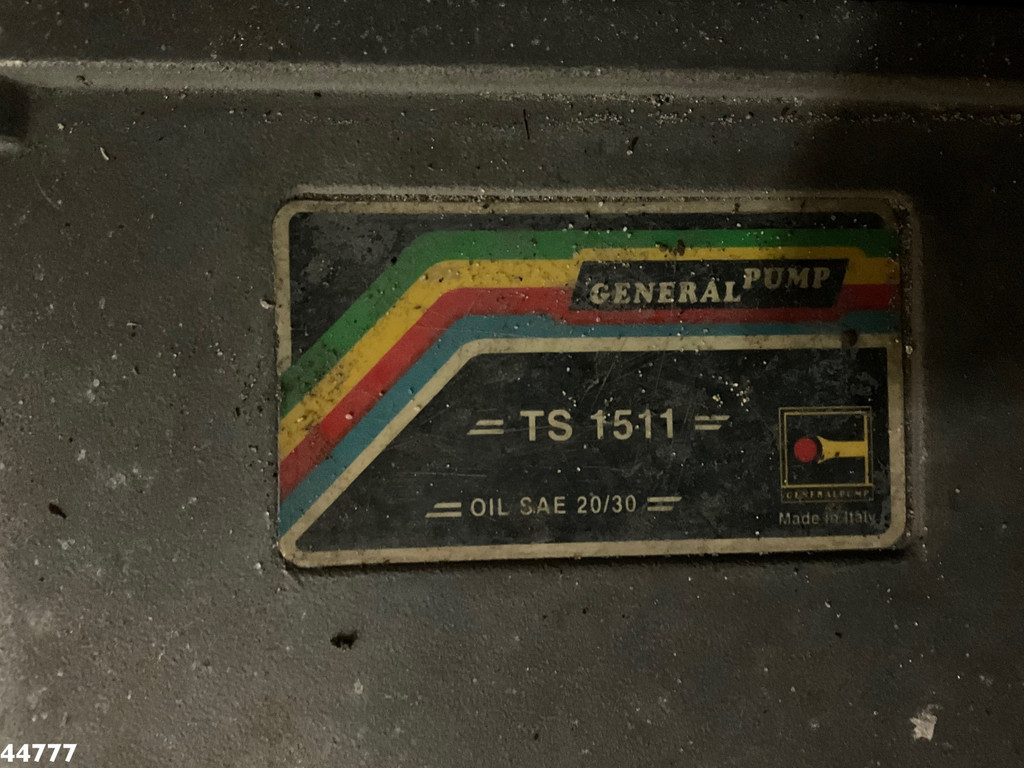 GENERAL PUMP
TS 1511
OIL SAE 20/30
GENERALPUMP
Made in Italy
44777